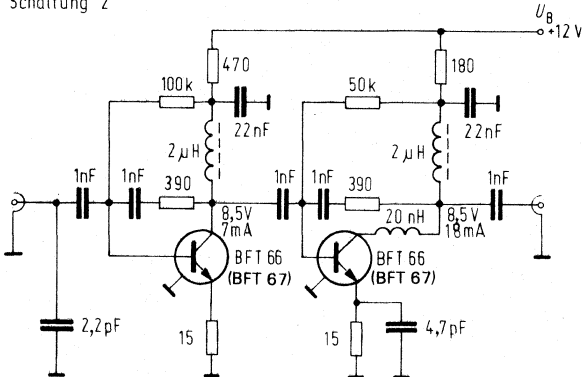 Schaltung 2
U_B
+12 V
470
180
100k
50k
22nF
22nF
2 µH
2 µH
1nF
1nF
390
1nF
1nF
390
1nF
20 nH
8,5V
7mA
8,5V
18mA
BFT 66
(BFT 67)
BFT 66
(BFT 67)
2,2pF
15
15
4,7pF